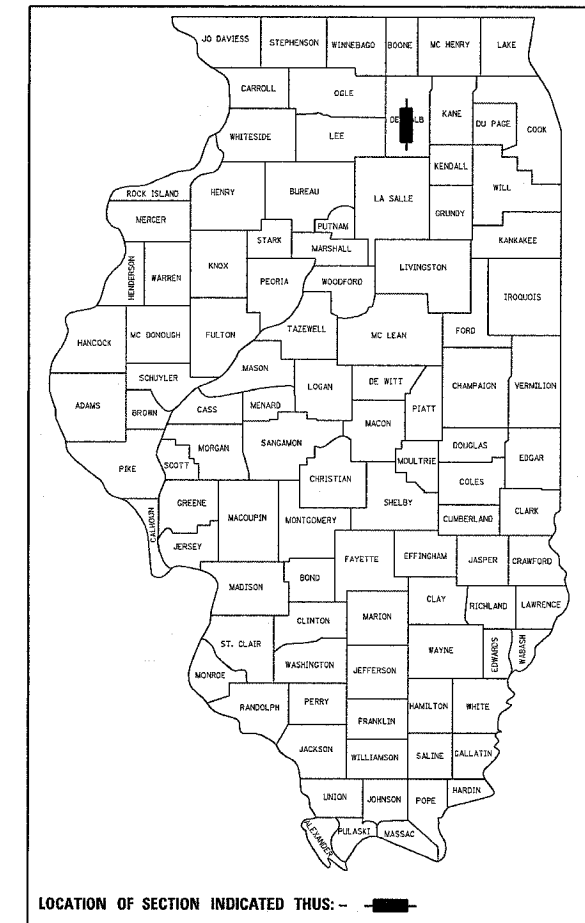 JO DAVIESS STEPHENSON WINNEBAGO BOONE MC HENRY LAKE
CARROLL OGLE DE ALB KANE DU PAGE COOK
WHITESIDE LEE
KENDALL WILL
ROCK ISLAND HENRY BUREAU LA SALLE GRUNDY
MERCER PUTNAM
STARK MARSHALL KANKAKEE
HENDERSON WARREN KNOX PEORIA WOODFORD LIVINGSTON IROQUOIS
HANCOCK MC DONOUGH FULTON TAZEWELL MC LEAN FORD
SCHUYLER MASON
ADAMS BROWN CASS MENARD LOGAN DE WITT PIATT CHAMPAIGN VERMILION
MACON
PIKE SCOTT MORGAN SANGAMON MOULTRIE DOUGLAS EDGAR
CHRISTIAN COLES
CALHOUN GREENE MACOUPIN MONTGOMERY SHELBY CUMBERLAND CLARK
JERSEY
FAYETTE EFFINGHAM JASPER CRAWFORD
MADISON BOND
CLAY RICHLAND LAWRENCE
CLINTON MARION
ST. CLAIR WAYNE EDWARDS WABASH
WASHINGTON JEFFERSON
MONROE
RANDOLPH PERRY HAMILTON WHITE
FRANKLIN
JACKSON WILLIAMSON SALINE GALLATIN
UNION JOHNSON POPE HARDIN
ALEXANDER PULASKI MASSAC
LOCATION OF SECTION INDICATED THUS: -